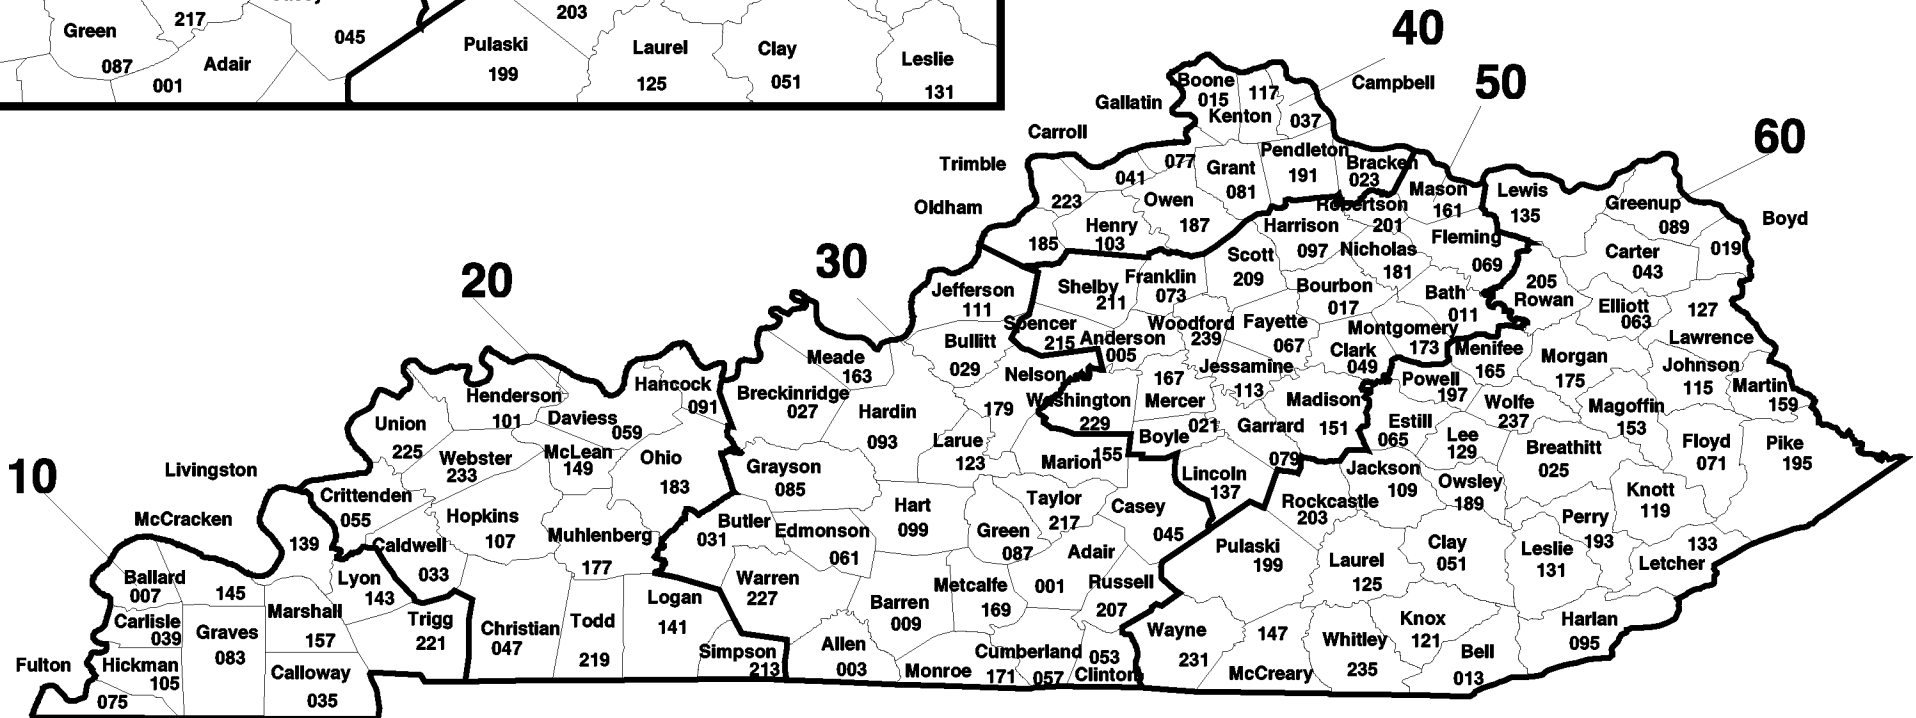 203
217
Green
045
Pulaski
Laurel
Clay
Leslie
087
Adair
199
125
051
131
001
40
Boone
015
117
Campbell
50
Gallatin
Kenton
037
Carroll
60
Trimble
077
Grant
Pendleton
Bracken
041
081
191
023
Mason
Lewis
223
Owen
Robertson
161
135
Greenup
Oldham
Henry
187
Harrison
201
089
Boyd
185
103
Scott
097
Nicholas
Fleming
Carter
019
30
209
181
069
043
20
Jefferson
Shelby
Franklin
Bourbon
Bath
205
111
211
073
017
011
Rowan
Elliott
127
Spencer
Woodford
Fayette
Montgomery
063
Lawrence
Bullitt
215
Anderson
239
067
173
Menifee
Meade
005
Clark
Morgan
Johnson
163
029
Nelson
167
Jessamine
049
165
175
115
Martin
Hancock
Breckinridge
113
Powell
159
Henderson
091
027
Hardin
179
Washington
Mercer
Madison
197
Wolfe
Magoffin
101
Daviess
229
021
Garrard
151
Estill
237
153
Union
059
093
Larue
Boyle
065
Lee
Breathitt
Floyd
Pike
225
Webster
McLean
Ohio
Grayson
123
Marion
155
079
129
025
071
195
10
Livingston
233
149
183
085
Lincoln
Jackson
Owsley
Knott
Crittenden
137
109
189
119
055
Hopkins
Butler
Hart
Taylor
Casey
Rockcastle
McCracken
107
Muhlenberg
031
Edmonson
099
Green
217
045
203
Perry
139
Caldwell
061
087
Adair
Pulaski
Laurel
Clay
Leslie
193
133
Ballard
Lyon
033
177
Warren
Metcalfe
001
Russell
199
125
051
131
Letcher
007
145
143
227
169
207
Carlisle
Marshall
Trigg
Logan
Barren
Knox
Harlan
039
Graves
157
221
Christian
Todd
141
009
Wayne
147
Whitley
121
095
Fulton
Hickman
083
047
219
Simpson
Allen
Cumberland
053
231
McCreary
235
Bell
105
Calloway
213
003
Monroe
171
057
Clinton
013
075
035